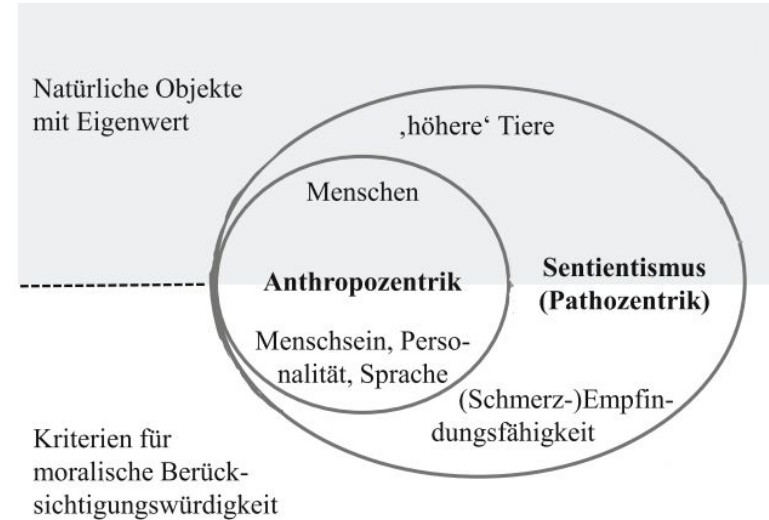 Natürliche Objekte
mit Eigenwert
‚höhere‘ Tiere
Menschen
Anthropozentrik
Sentientismus
(Pathozentrik)
Menschsein, Perso-
nalität, Sprache
(Schmerz-)Empfin-
dungsfähigkeit
Kriterien für
moralische Berück-
sichtigungswürdigkeit